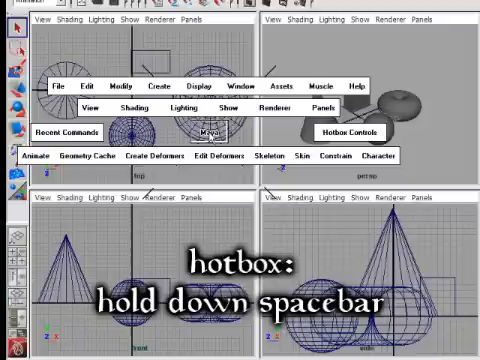 View Shading Lighting Show Renderer Panels
View Shading Lighting Show Renderer Panels
File Edit Modify Create Display Window Assets Muscle Help
View Shading Lighting Show Renderer Panels
Recent Commands Maya Hotbox Controls
Animate Geometry Cache Create Deformers Edit Deformers Skeleton Skin Constrain Character
top
persp
View Shading Lighting Show Renderer Panels
View Shading Lighting Show Renderer Panels
hotbox:
hold down spacebar
front
side